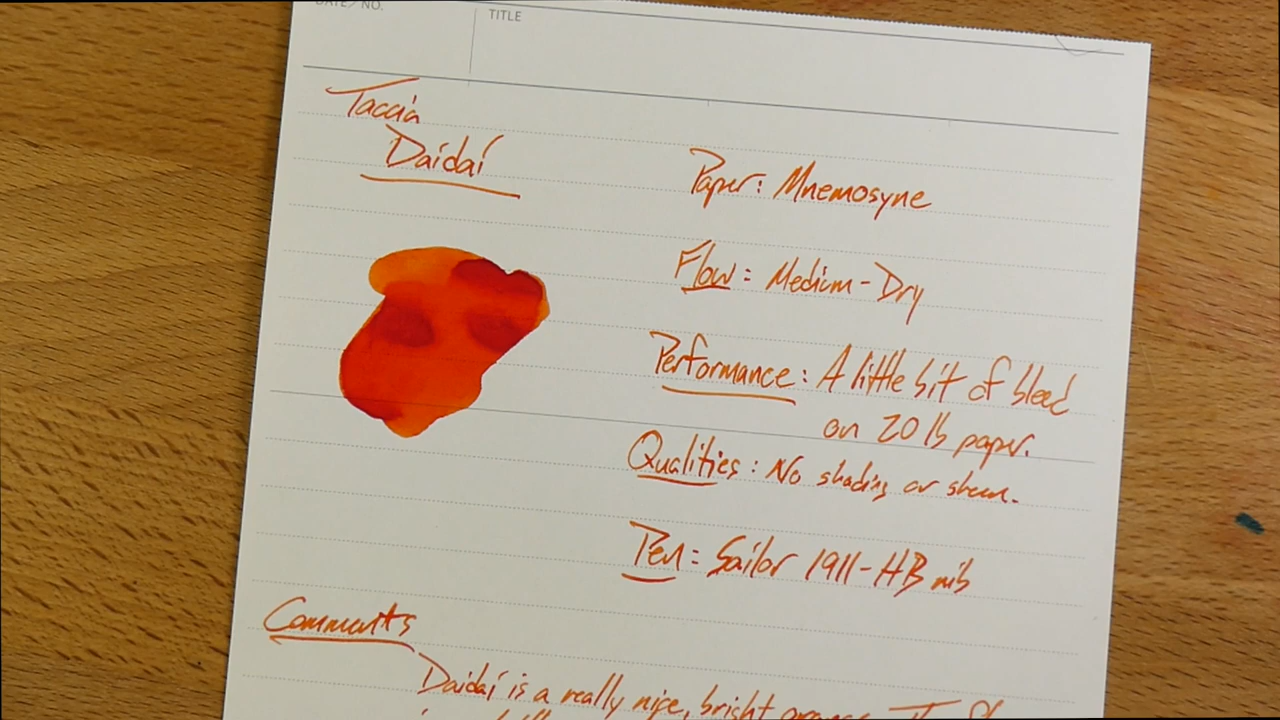 DATE/NO.
TITLE
Taccia
Daidai
Paper: Mnemosyne
Flow: Medium-Dry
Performance: A little bit of bleed
on 20 lb paper.
Qualities: No shading or sheen.
Pen: Sailor 1911-HB nib
Comments
Daidai is a really nice, bright orange.